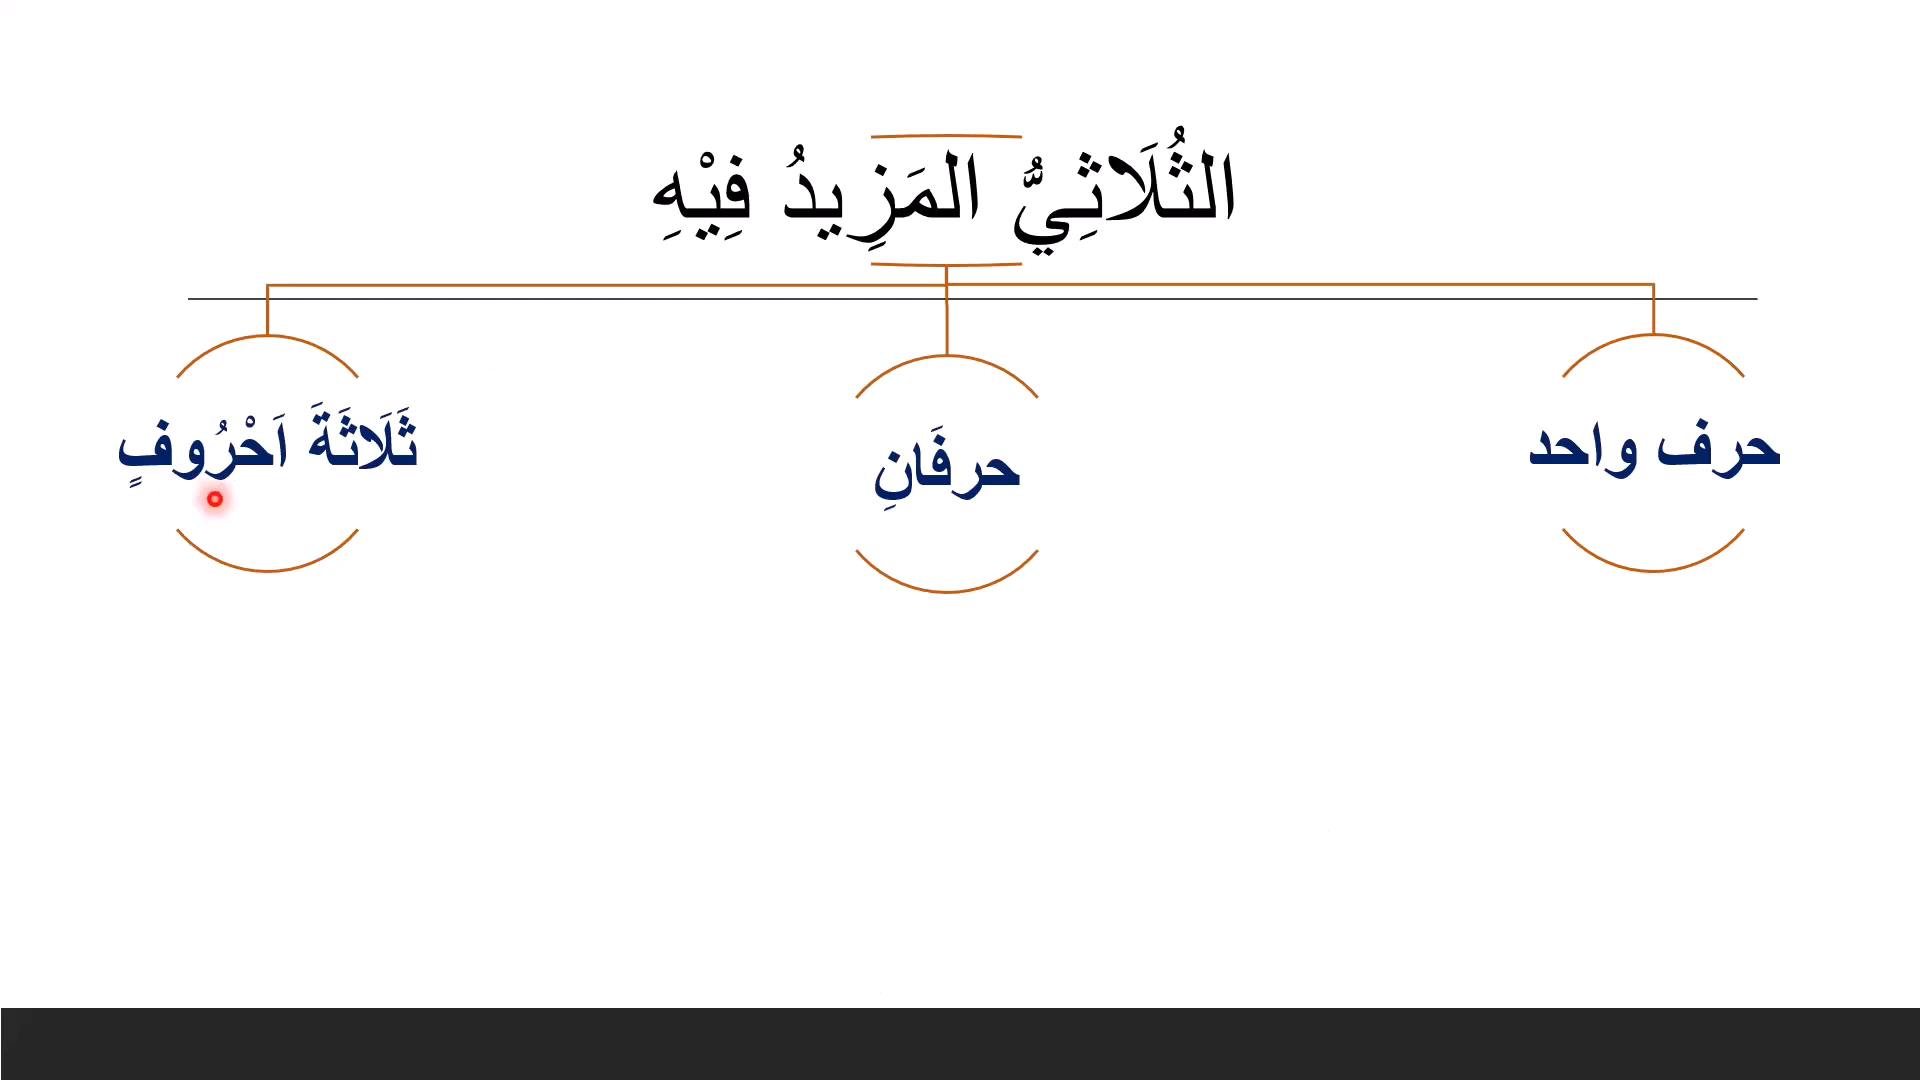 الثُلَاثِيُّ المَزِيدُ فِيْهِ
حرف واحد
حرفَانِ
ثَلَاثَةَ اَحْرُوفٍ